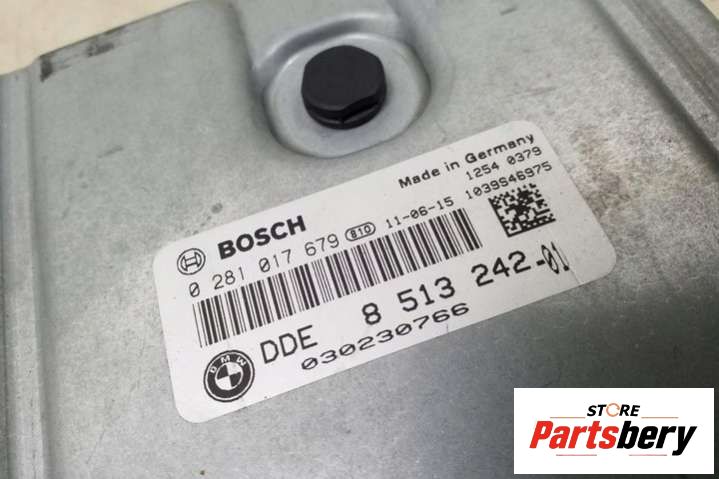 Made in Germany
1254 0379
BOSCH
0 281 017 679 810 11-06-15 1039S46975
DDE 8 513 242-01
BMW
030230766
STORE
Partsbery